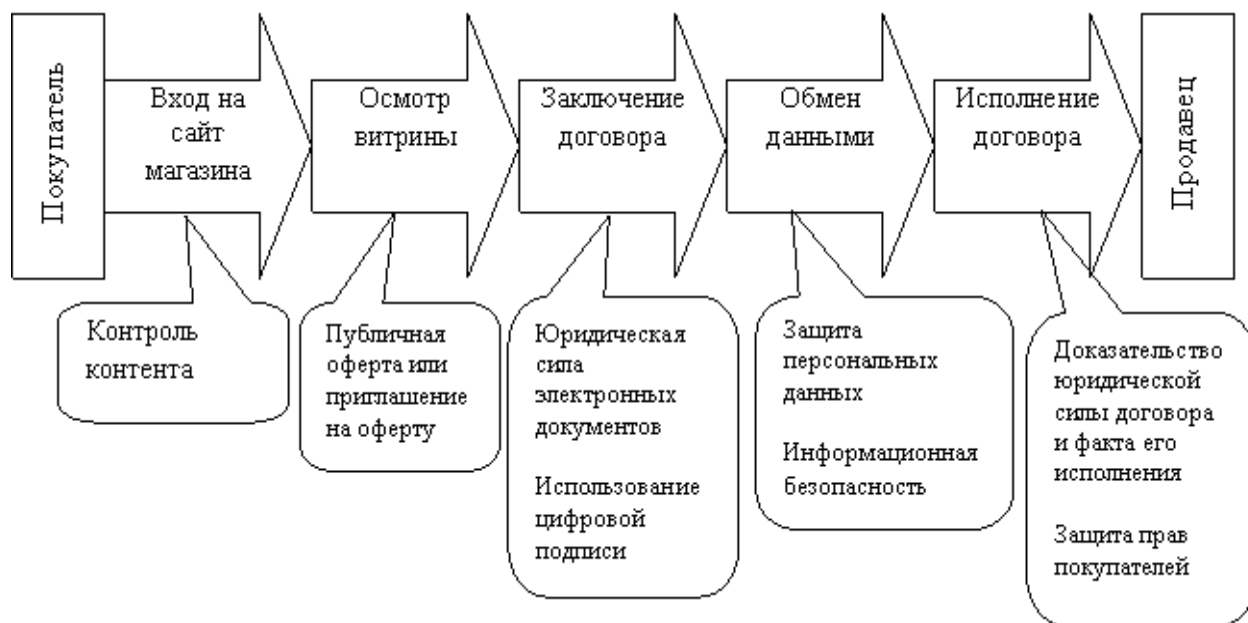 Покупатель
Вход на
сайт
магазина
Осмотр
витрины
Заключение
договора
Обмен
данными
Исполнение
договора
Продавец
Контроль
контента
Публичная
оферта или
приглашение
на оферту
Юридическая
сила
электронных
документов
Использование
цифровой
подписи
Защита
персональных
данных
Информационная
безопасность
Доказательство
юридической
силы договора
и факта его
исполнения
Защита прав
покупателей